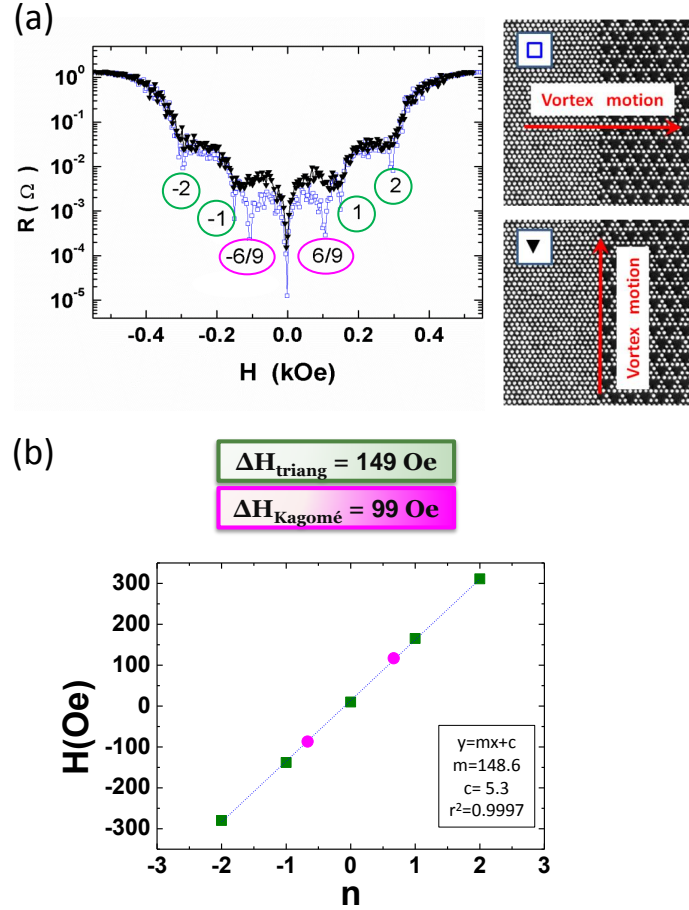 (a)
10⁰
10⁻¹
10⁻²
10⁻³
10⁻⁴
10⁻⁵
R (Ω)
-2
-1
-6/9
6/9
1
2
-0.4 -0.2 0.0 0.2 0.4
H (kOe)
Vortex motion
Vortex motion
(b)
ΔH_triang = 149 Oe
ΔH_Kagomé = 99 Oe
300
200
100
0
-100
-200
-300
H(Oe)
y=mx+c
m=148.6
c= 5.3
r²=0.9997
-3 -2 -1 0 1 2 3
n